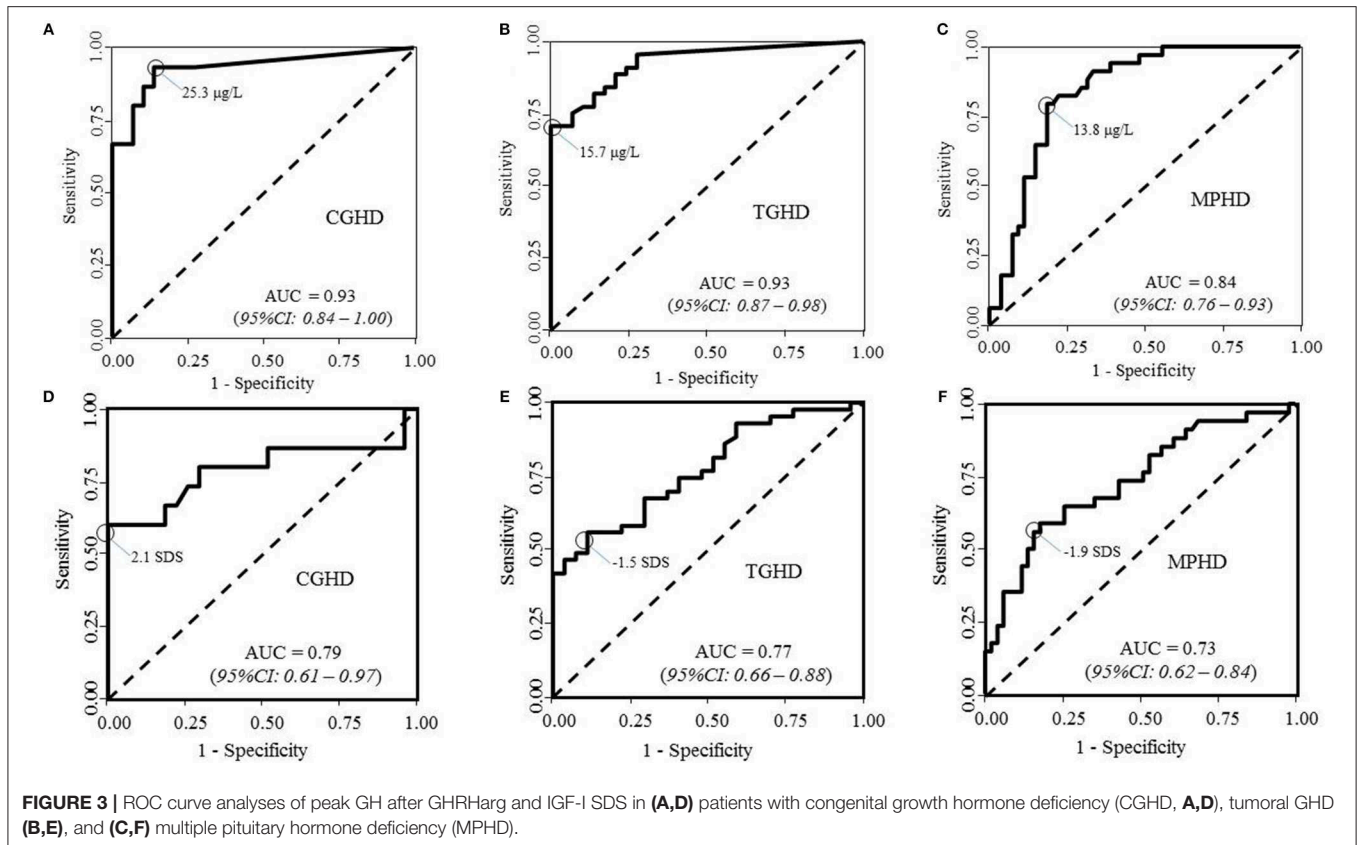 A
1.00
0.75
0.50
0.25
0.00
Sensitivity
25.3 µg/L
CGHD
AUC = 0.93
(95%CI: 0.84 – 1.00)
0.00 0.25 0.50 0.75 1.00
1 - Specificity
B
1.00
0.75
0.50
0.25
0.00
Sensitivity
15.7 µg/L
TGHD
AUC = 0.93
(95%CI: 0.87 – 0.98)
0.00 0.25 0.50 0.75 1.00
1 - Specificity
C
1.00
0.75
0.50
0.25
0.00
Sensitivity
13.8 µg/L
MPHD
AUC = 0.84
(95%CI: 0.76 – 0.93)
0.00 0.25 0.50 0.75 1.00
1 - Specificity
D
1.00
0.75
0.50
0.25
0.00
Sensitivity
2.1 SDS
CGHD
AUC = 0.79
(95%CI: 0.61 – 0.97)
0.00 0.25 0.50 0.75 1.00
1 - Specificity
E
1.00
0.75
0.50
0.25
0.00
Sensitivity
-1.5 SDS
TGHD
AUC = 0.77
(95%CI: 0.66 – 0.88)
0.00 0.25 0.50 0.75 1.00
1 - Specificity
F
1.00
0.75
0.50
0.25
0.00
Sensitivity
-1.9 SDS
MPHD
AUC = 0.73
(95%CI: 0.62 – 0.84)
0.00 0.25 0.50 0.75 1.00
1 - Specificity
FIGURE 3 | ROC curve analyses of peak GH after GHRHarg and IGF-I SDS in (A,D) patients with congenital growth hormone deficiency (CGHD, A,D), tumoral GHD
(B,E), and (C,F) multiple pituitary hormone deficiency (MPHD).